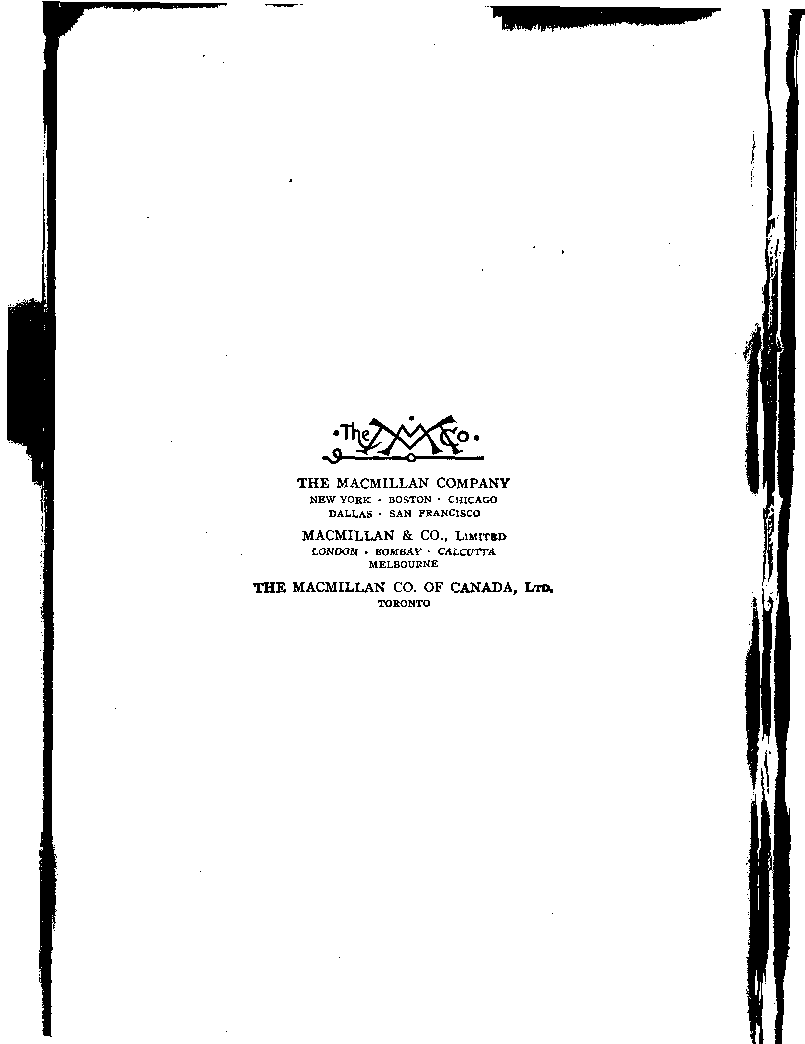 ·The MM Co·
THE MACMILLAN COMPANY
NEW YORK · BOSTON · CHICAGO
DALLAS · SAN FRANCISCO
MACMILLAN & CO., LIMITED
LONDON · BOMBAY · CALCUTTA
MELBOURNE
THE MACMILLAN CO. OF CANADA, LTD.
TORONTO